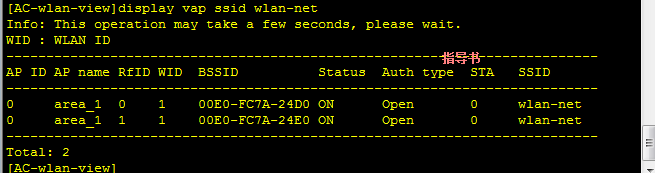 [AC-wlan-view]display vap ssid wlan-net
Info: This operation may take a few seconds, please wait.
WID : WLAN ID
指导书
--------------------------------------------------------------------------
AP ID AP name RfID WID  BSSID          Status  Auth type  STA   SSID
--------------------------------------------------------------------------
0     area_1  0    1    00E0-FC7A-24D0 ON      Open       0     wlan-net
0     area_1  1    1    00E0-FC7A-24E0 ON      Open       0     wlan-net
--------------------------------------------------------------------------
Total: 2
[AC-wlan-view]